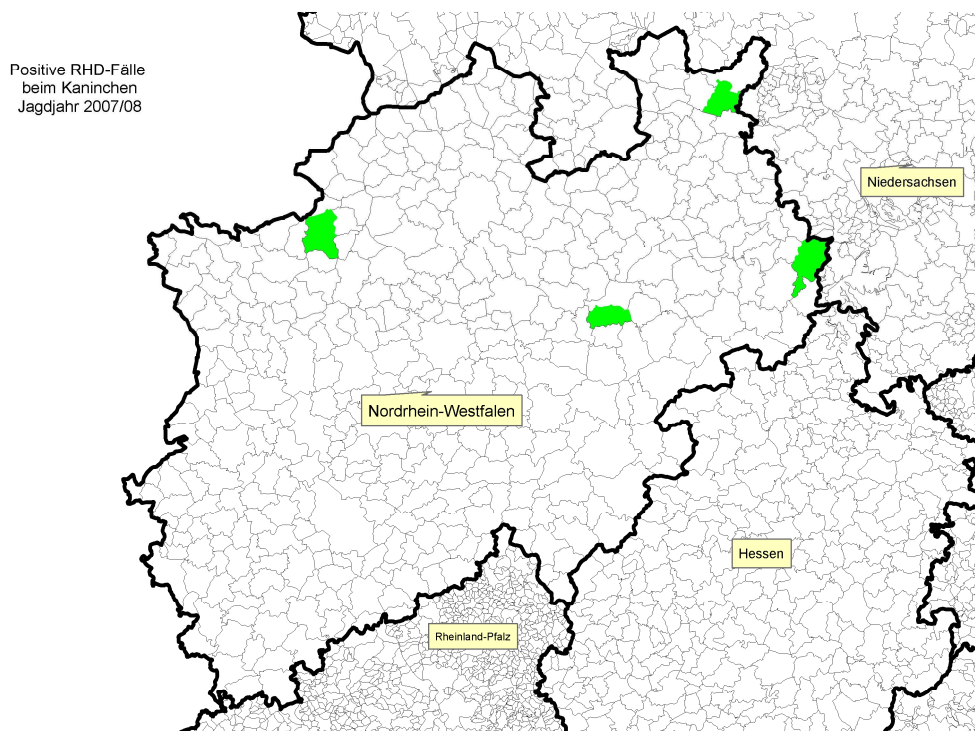 Positive RHD-Fälle
beim Kaninchen
Jagdjahr 2007/08
Niedersachsen
Nordrhein-Westfalen
Hessen
Rheinland-Pfalz